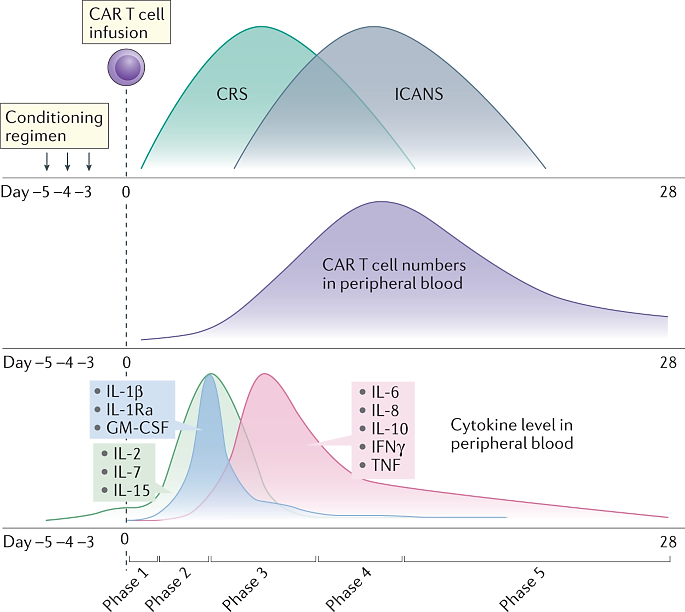 CAR T cell
infusion
Conditioning
regimen
CRS
ICANS
Day –5 –4 –3
0
28
CAR T cell numbers
in peripheral blood
Day –5 –4 –3
0
28
• IL-1β
• IL-1Ra
• GM-CSF
• IL-2
• IL-7
• IL-15
• IL-6
• IL-8
• IL-10
• IFNγ
• TNF
Cytokine level in
peripheral blood
Day –5 –4 –3
0
28
Phase 1
Phase 2
Phase 3
Phase 4
Phase 5